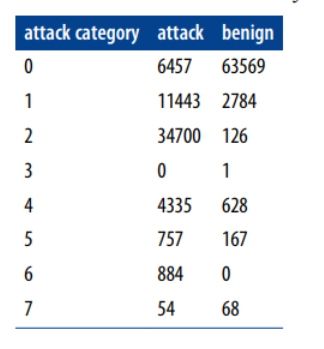 attack category attack benign
0 6457 63569
1 11443 2784
2 34700 126
3 0 1
4 4335 628
5 757 167
6 884 0
7 54 68